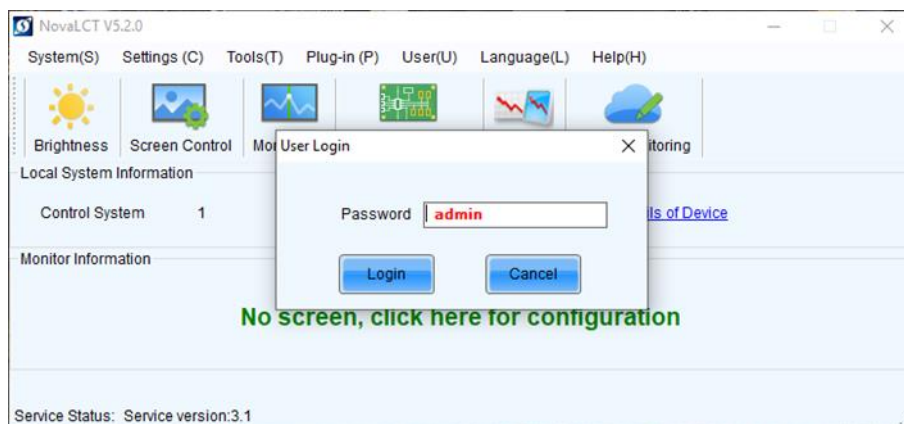 NovaLCT V5.2.0
System(S) Settings (C) Tools(T) Plug-in (P) User(U) Language(L) Help(H)
Brightness Screen Control Mon itoring
User Login
Local System Information
Password admin
Control System 1 ils of Device
Login Cancel
Monitor Information
No screen, click here for configuration
Service Status: Service version:3.1